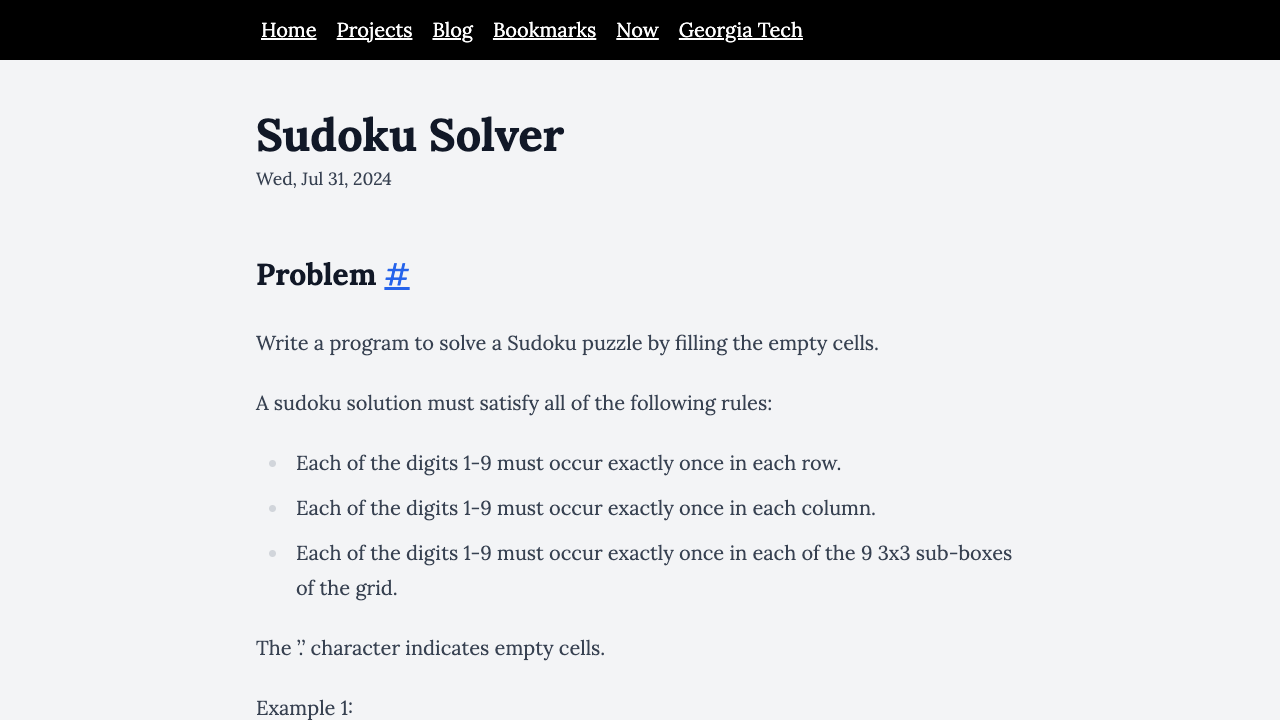 Home Projects Blog Bookmarks Now Georgia Tech
Sudoku Solver
Wed, Jul 31, 2024
Problem #
Write a program to solve a Sudoku puzzle by filling the empty cells.
A sudoku solution must satisfy all of the following rules:
Each of the digits 1-9 must occur exactly once in each row.
Each of the digits 1-9 must occur exactly once in each column.
Each of the digits 1-9 must occur exactly once in each of the 9 3x3 sub-boxes
of the grid.
The ’.’ character indicates empty cells.
Example 1: